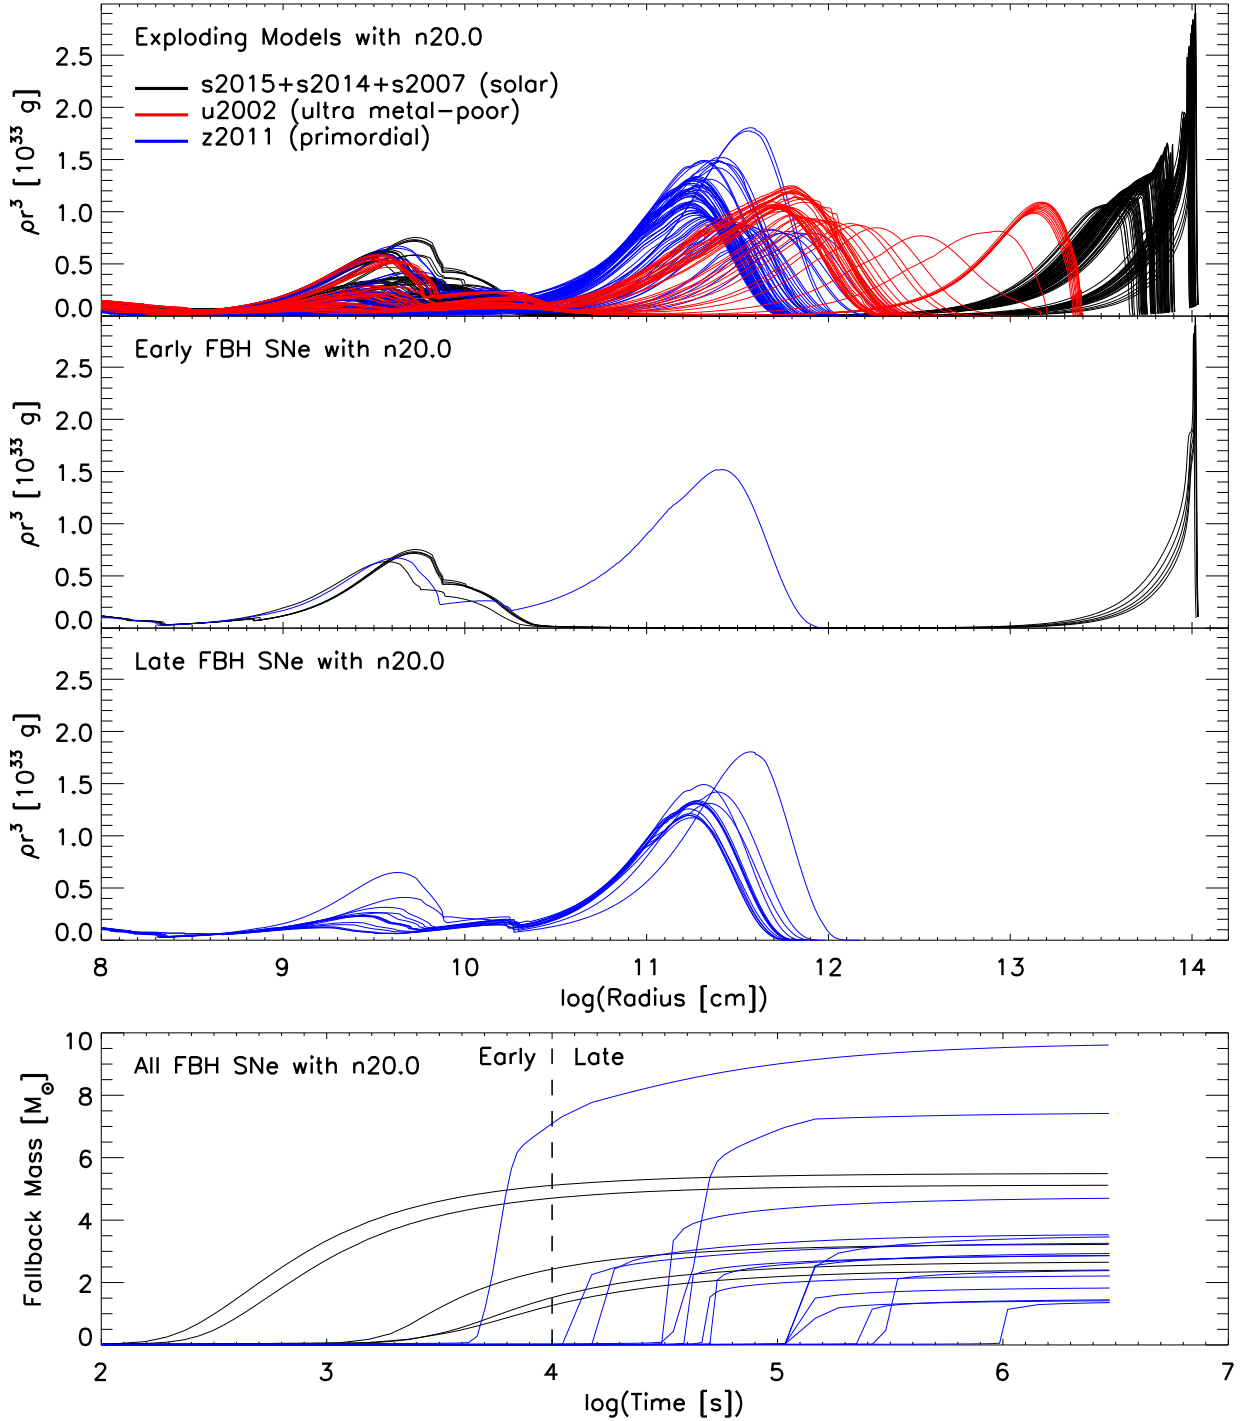 Exploding Models with n20.0
s2015+s2014+s2007 (solar)
u2002 (ultra metal-poor)
z2011 (primordial)
ρr³ [10³³ g]
2.5
2.0
1.5
1.0
0.5
0.0
Early FBH SNe with n20.0
ρr³ [10³³ g]
2.5
2.0
1.5
1.0
0.5
0.0
Late FBH SNe with n20.0
ρr³ [10³³ g]
2.5
2.0
1.5
1.0
0.5
0.0
8 9 10 11 12 13 14
log(Radius [cm])
All FBH SNe with n20.0
Early Late
Fallback Mass [M⊙]
10
8
6
4
2
0
2 3 4 5 6 7
log(Time [s])